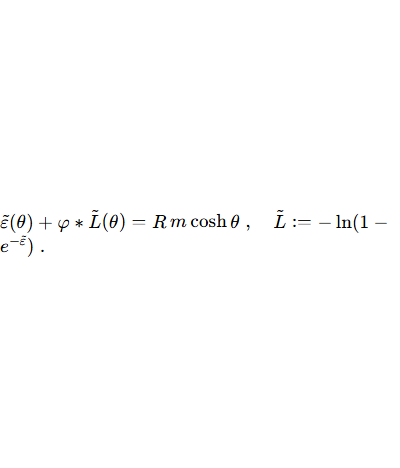 ε̃(θ) + φ ∗ L̃(θ) = R m cosh θ , L̃ := − ln(1 −
e^{−ε̃}) .